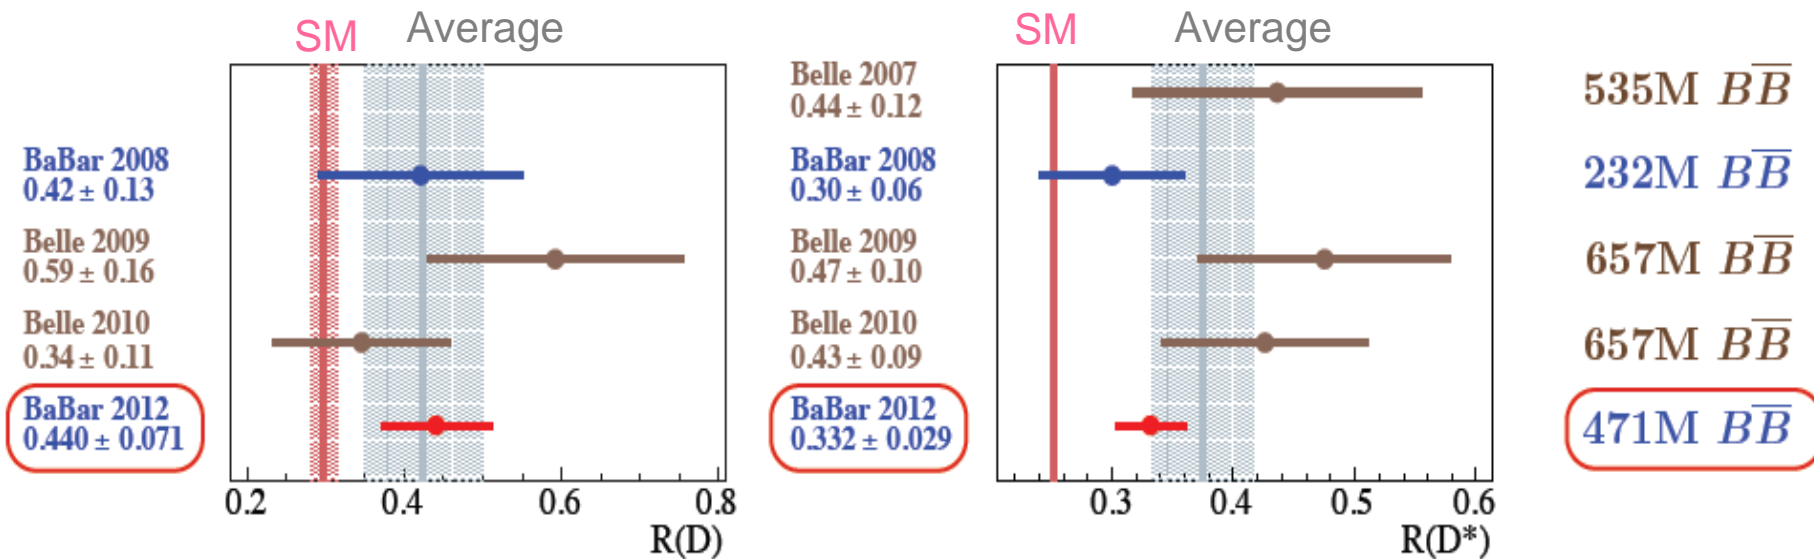 SM Average
BaBar 2008
0.42 ± 0.13
Belle 2009
0.59 ± 0.16
Belle 2010
0.34 ± 0.11
BaBar 2012
0.440 ± 0.071
0.2 0.4 0.6 0.8
R(D)
SM Average
Belle 2007
0.44 ± 0.12
BaBar 2008
0.30 ± 0.06
Belle 2009
0.47 ± 0.10
Belle 2010
0.43 ± 0.09
BaBar 2012
0.332 ± 0.029
0.3 0.4 0.5 0.6
R(D*)
535M BB̅
232M BB̅
657M BB̅
657M BB̅
471M BB̅